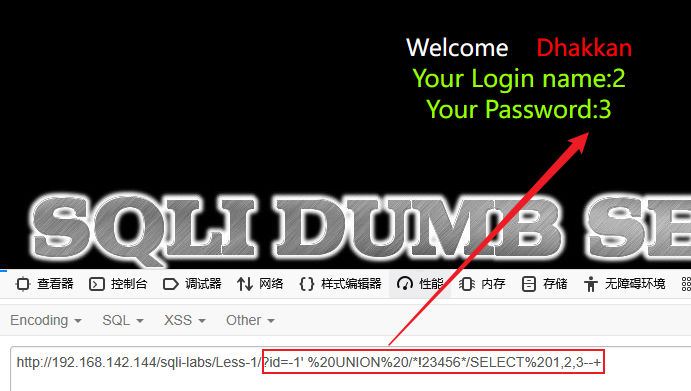 Welcome Dhakkan
Your Login name:2
Your Password:3
SQLI DUMB SE
查看器 控制台 调试器 网络 样式编辑器 性能 内存 存储 无障碍环境
Encoding SQL XSS Other
http://192.168.142.144/sqli-labs/Less-1/?id=-1' %20UNION%20/*!23456*/SELECT%201,2,3--+